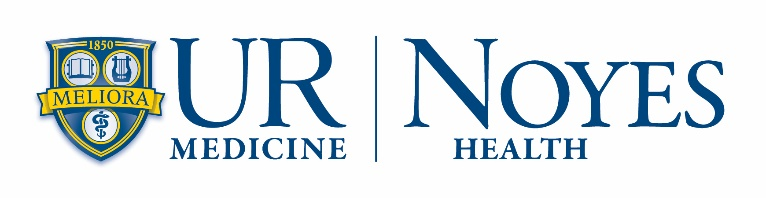 1850
MELIORA
UR
MEDICINE
NOYES
HEALTH